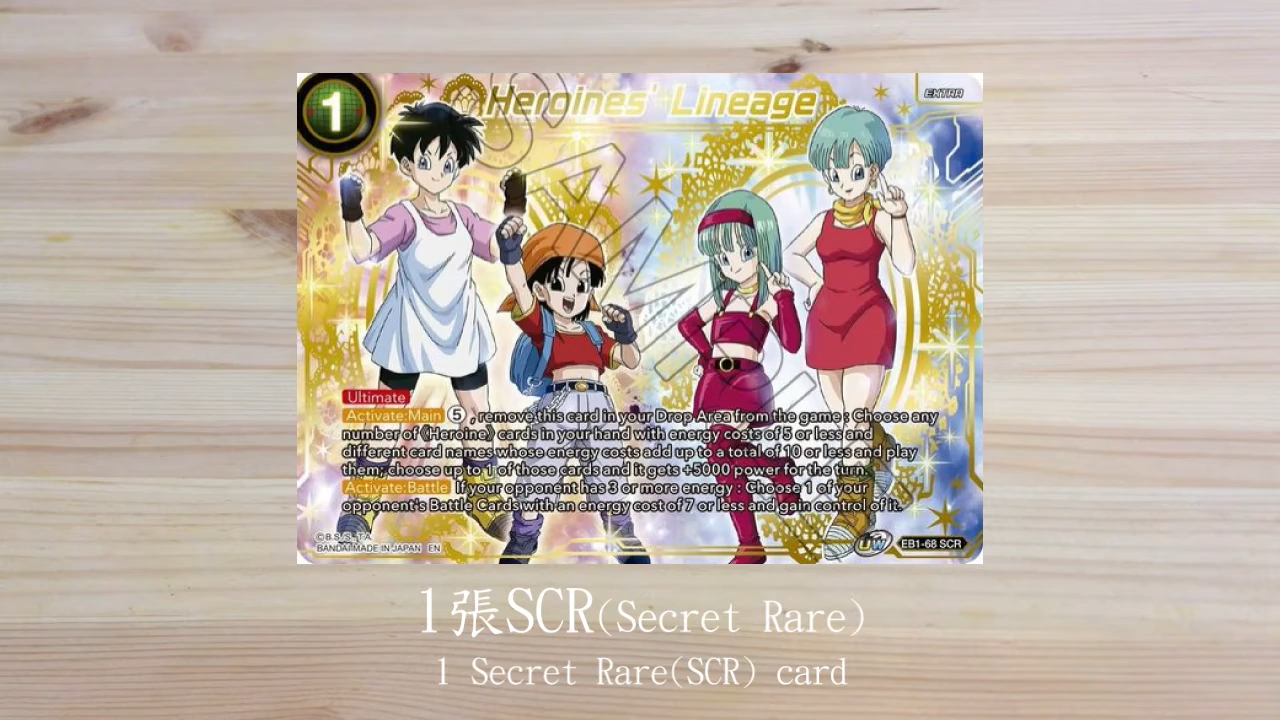 1
Heroines' Lineage
EXTRA
SAMPLE
Ultimate
Activate:Main 5 , remove this card in your Drop Area from the game : Choose any
number of 《Heroine》 cards in your hand with energy costs of 5 or less and
different card names whose energy costs add up to a total of 10 or less and play
them; choose up to 1 of those cards and it gets +5000 power for the turn.
Activate:Battle If your opponent has 3 or more energy : Choose 1 of your
opponent's Battle Cards with an energy cost of 7 or less and gain control of it.
©B.S./S.,T.A.
BANDAI MADE IN JAPAN EN
UW EB1-68 SCR
1張SCR(Secret Rare)
1 Secret Rare(SCR) card